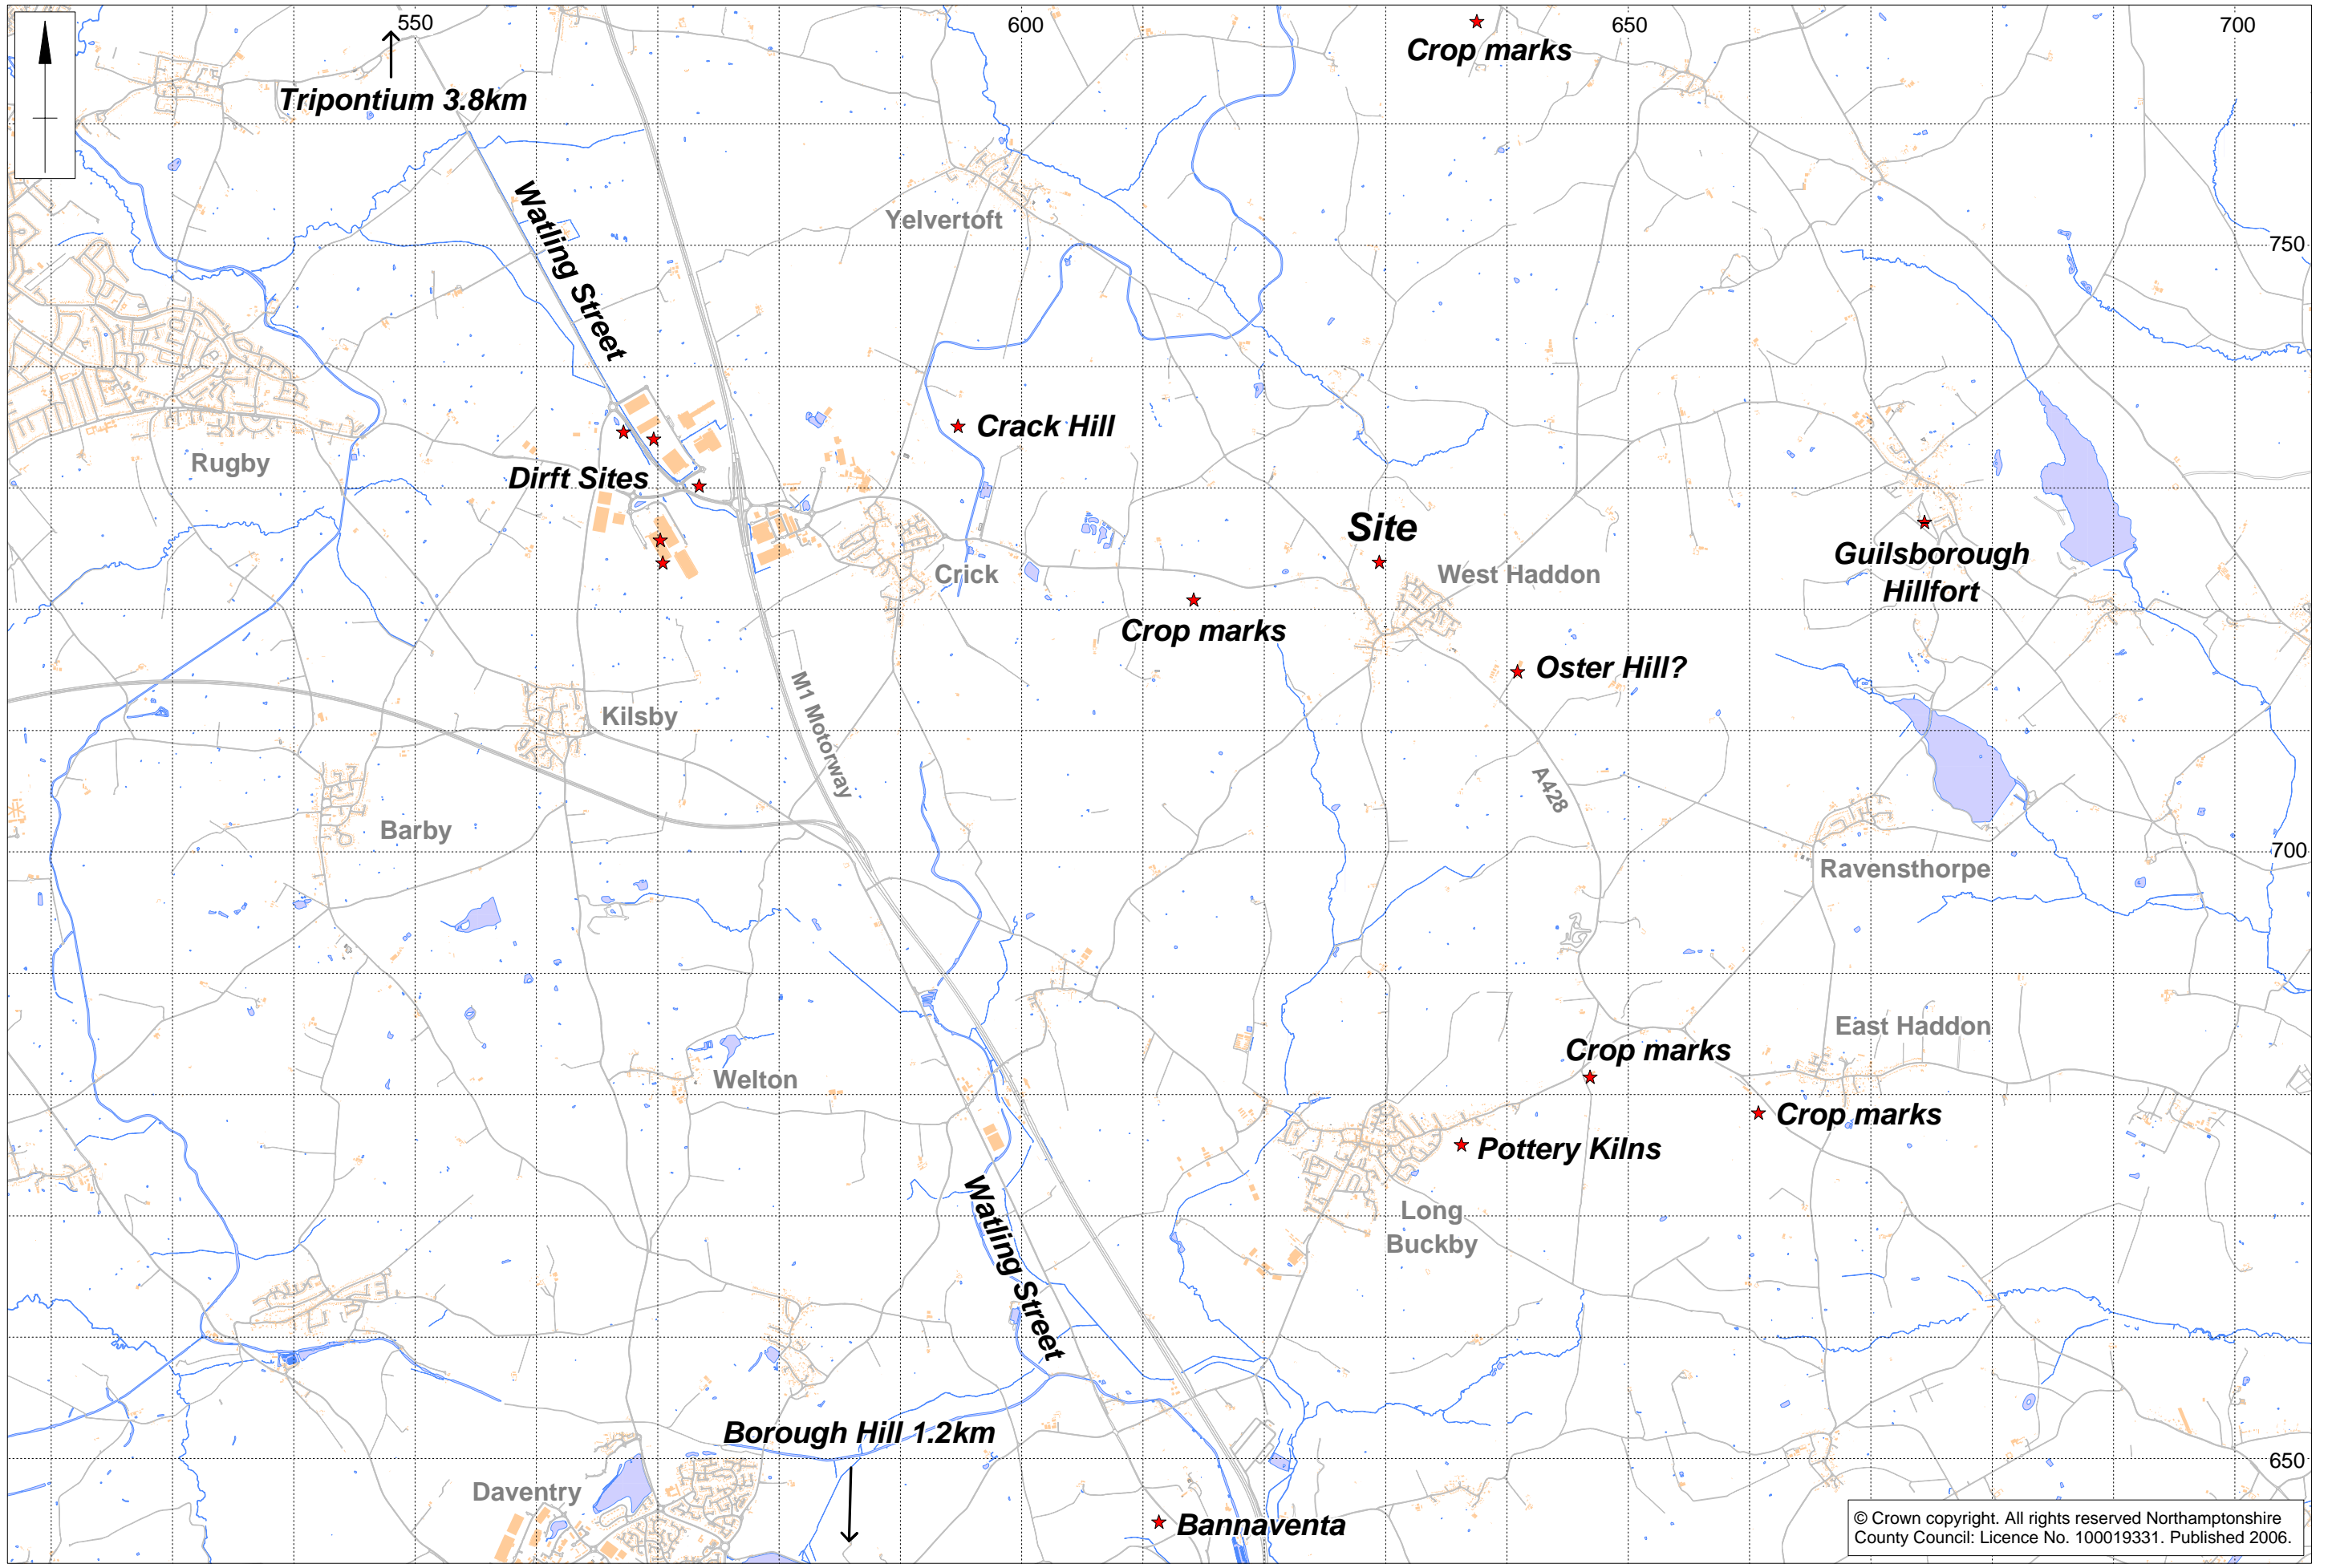 550
600
650
700
Crop marks
Tripontium 3.8km
Watling Street
Yelvertoft
750
Crack Hill
Rugby
Dirft Sites
Site
Guilsborough
Hillfort
Crick
West Haddon
Crop marks
Oster Hill?
Kilsby
M1 Motorway
A428
Barby
700
Ravensthorpe
East Haddon
Crop marks
Welton
Crop marks
Pottery Kilns
Watling Street
Long
Buckby
Borough Hill 1.2km
650
Daventry
Bannaventa
© Crown copyright. All rights reserved Northamptonshire
County Council: Licence No. 100019331. Published 2006.